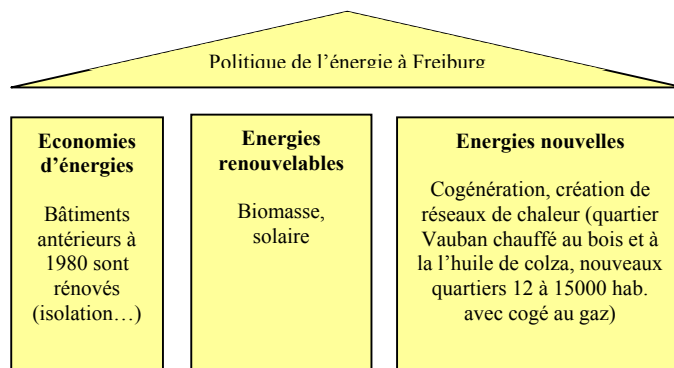 Politique de l'énergie à Freiburg
Economies
d'énergies
Bâtiments
antérieurs à
1980 sont
rénovés
(isolation…)
Energies
renouvelables
Biomasse,
solaire
Energies nouvelles
Cogénération, création de
réseaux de chaleur (quartier
Vauban chauffé au bois et à
la l'huile de colza, nouveaux
quartiers 12 à 15000 hab.
avec cogé au gaz)